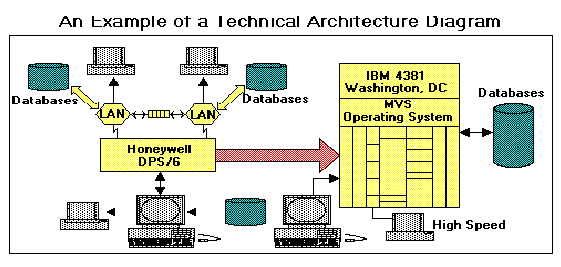 An Example of a Technical Architecture Diagram
Databases
LAN
LAN
Databases
IBM 4381
Washington, DC
MVS
Operating System
Databases
Honeywell
DPS/6
High Speed